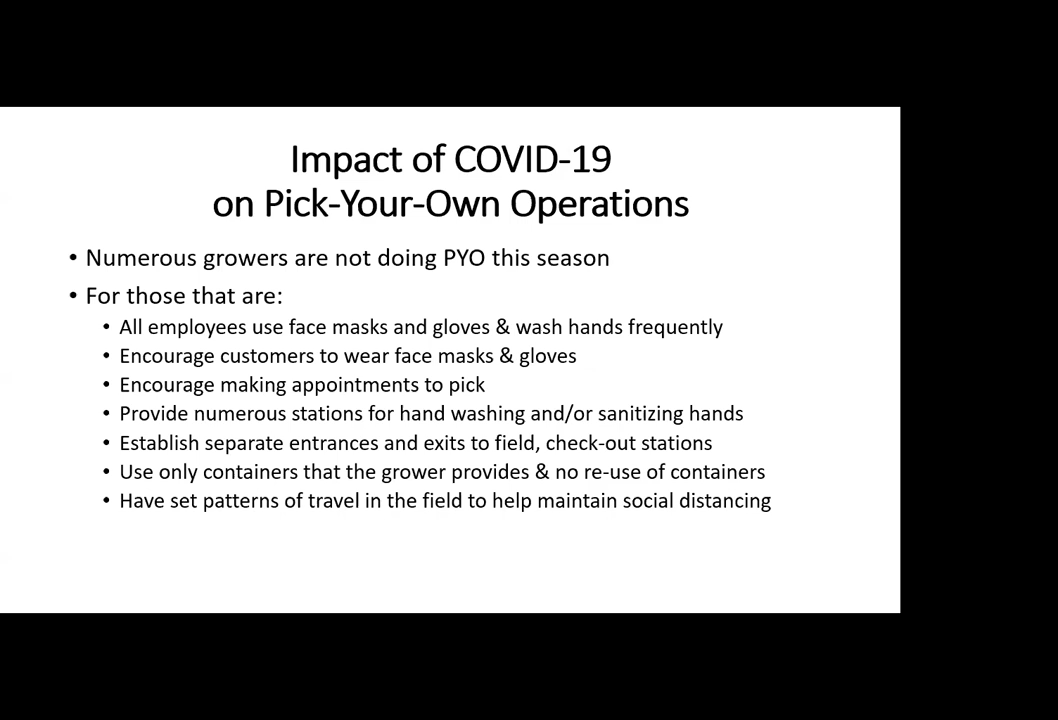 Impact of COVID-19
on Pick-Your-Own Operations
• Numerous growers are not doing PYO this season
• For those that are:
• All employees use face masks and gloves & wash hands frequently
• Encourage customers to wear face masks & gloves
• Encourage making appointments to pick
• Provide numerous stations for hand washing and/or sanitizing hands
• Establish separate entrances and exits to field, check-out stations
• Use only containers that the grower provides & no re-use of containers
• Have set patterns of travel in the field to help maintain social distancing